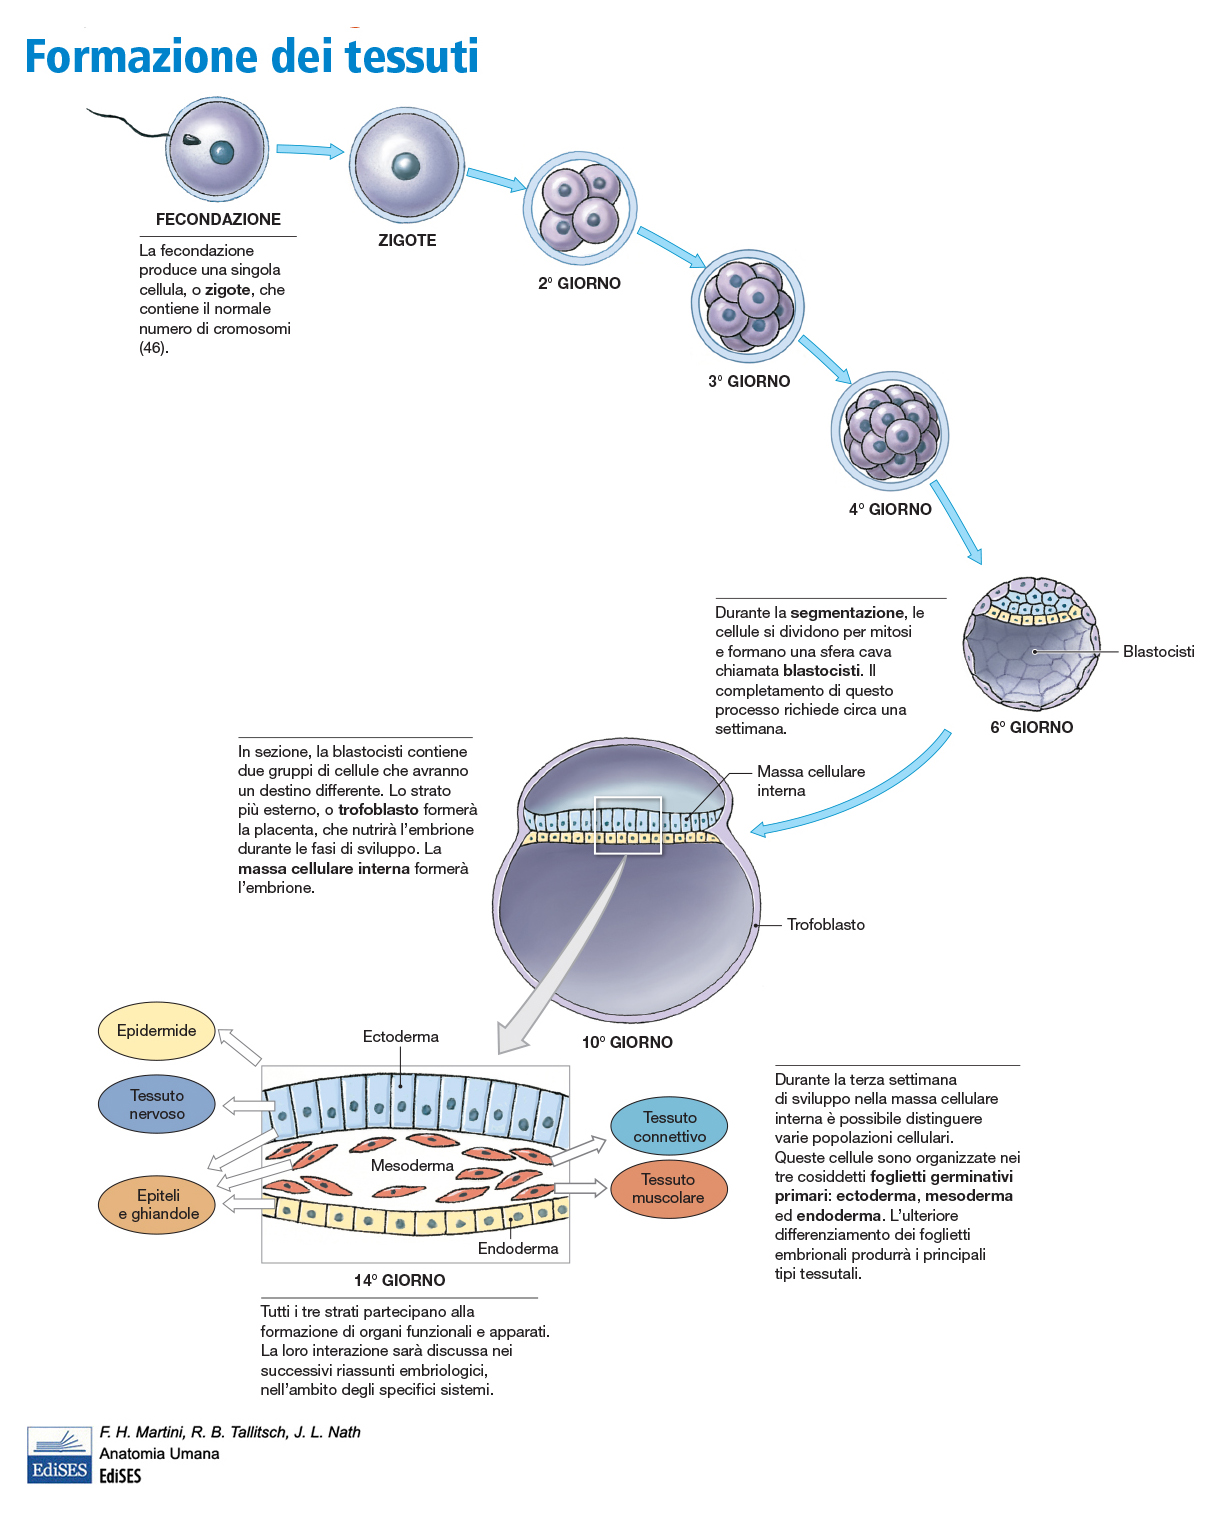 Formazione dei tessuti
FECONDAZIONE
La fecondazione
produce una singola
cellula, o zigote, che
contiene il normale
numero di cromosomi
(46).
ZIGOTE
2° GIORNO
3° GIORNO
4° GIORNO
Durante la segmentazione, le
cellule si dividono per mitosi
e formano una sfera cava
chiamata blastocisti. Il
completamento di questo
processo richiede circa una
settimana.
Blastocisti
6° GIORNO
In sezione, la blastocisti contiene
due gruppi di cellule che avranno
un destino differente. Lo strato
più esterno, o trofoblasto formerà
la placenta, che nutrirà l'embrione
durante le fasi di sviluppo. La
massa cellulare interna formerà
l'embrione.
Massa cellulare
interna
Trofoblasto
10° GIORNO
Epidermide
Tessuto
nervoso
Epiteli
e ghiandole
Ectoderma
Mesoderma
Endoderma
Tessuto
connettivo
Tessuto
muscolare
14° GIORNO
Tutti i tre strati partecipano alla
formazione di organi funzionali e apparati.
La loro interazione sarà discussa nei
successivi riassunti embriologici,
nell'ambito degli specifici sistemi.
Durante la terza settimana
di sviluppo nella massa cellulare
interna è possibile distinguere
varie popolazioni cellulari.
Queste cellule sono organizzate nei
tre cosiddetti foglietti germinativi
primari: ectoderma, mesoderma
ed endoderma. L'ulteriore
differenziamento dei foglietti
embrionali produrrà i principali
tipi tessutali.
F. H. Martini, R. B. Tallitsch, J. L. Nath
Anatomia Umana
EdiSES
EdiSES